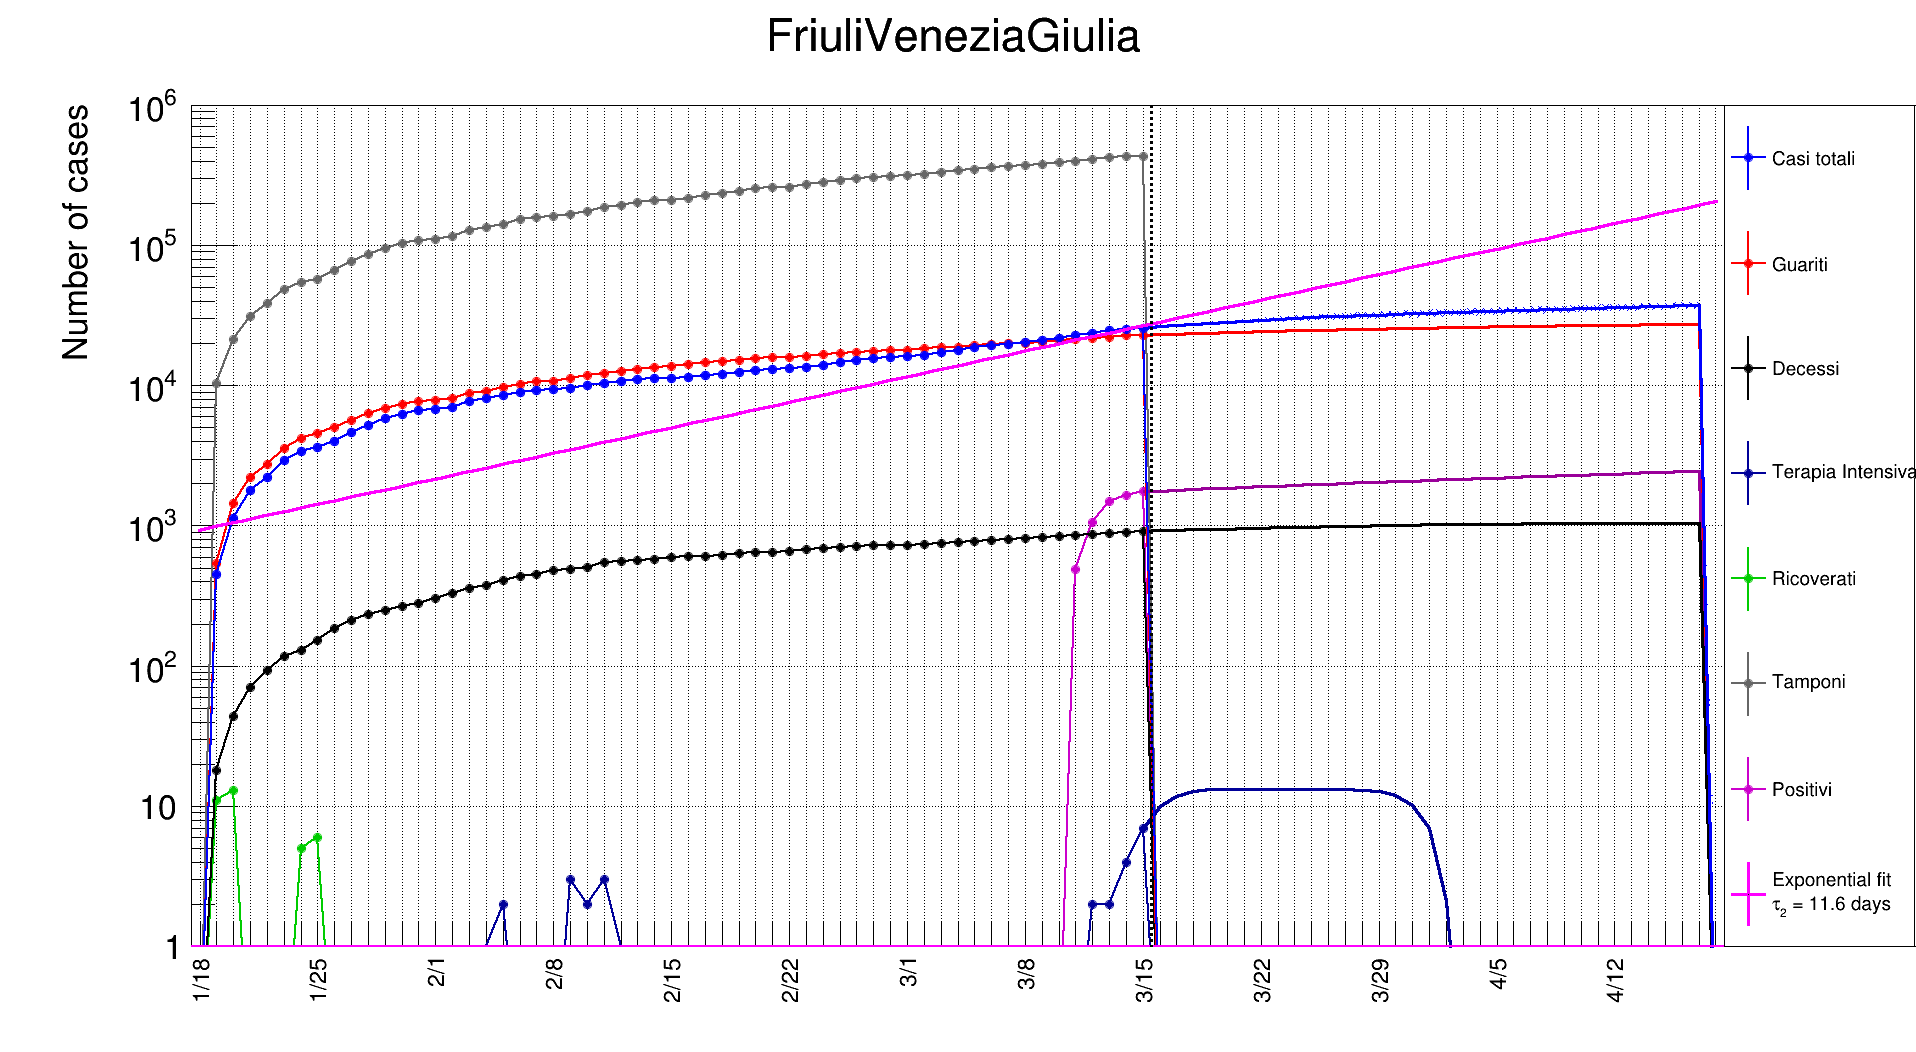 FriuliVeneziaGiulia
Number of cases
10^6
10^5
10^4
10^3
10^2
10
1
1/18
1/25
2/1
2/8
2/15
2/22
3/1
3/8
3/15
3/22
3/29
4/5
4/12
Casi totali
Guariti
Decessi
Terapia Intensiva
Ricoverati
Tamponi
Positivi
Exponential fit
τ_2 = 11.6 days